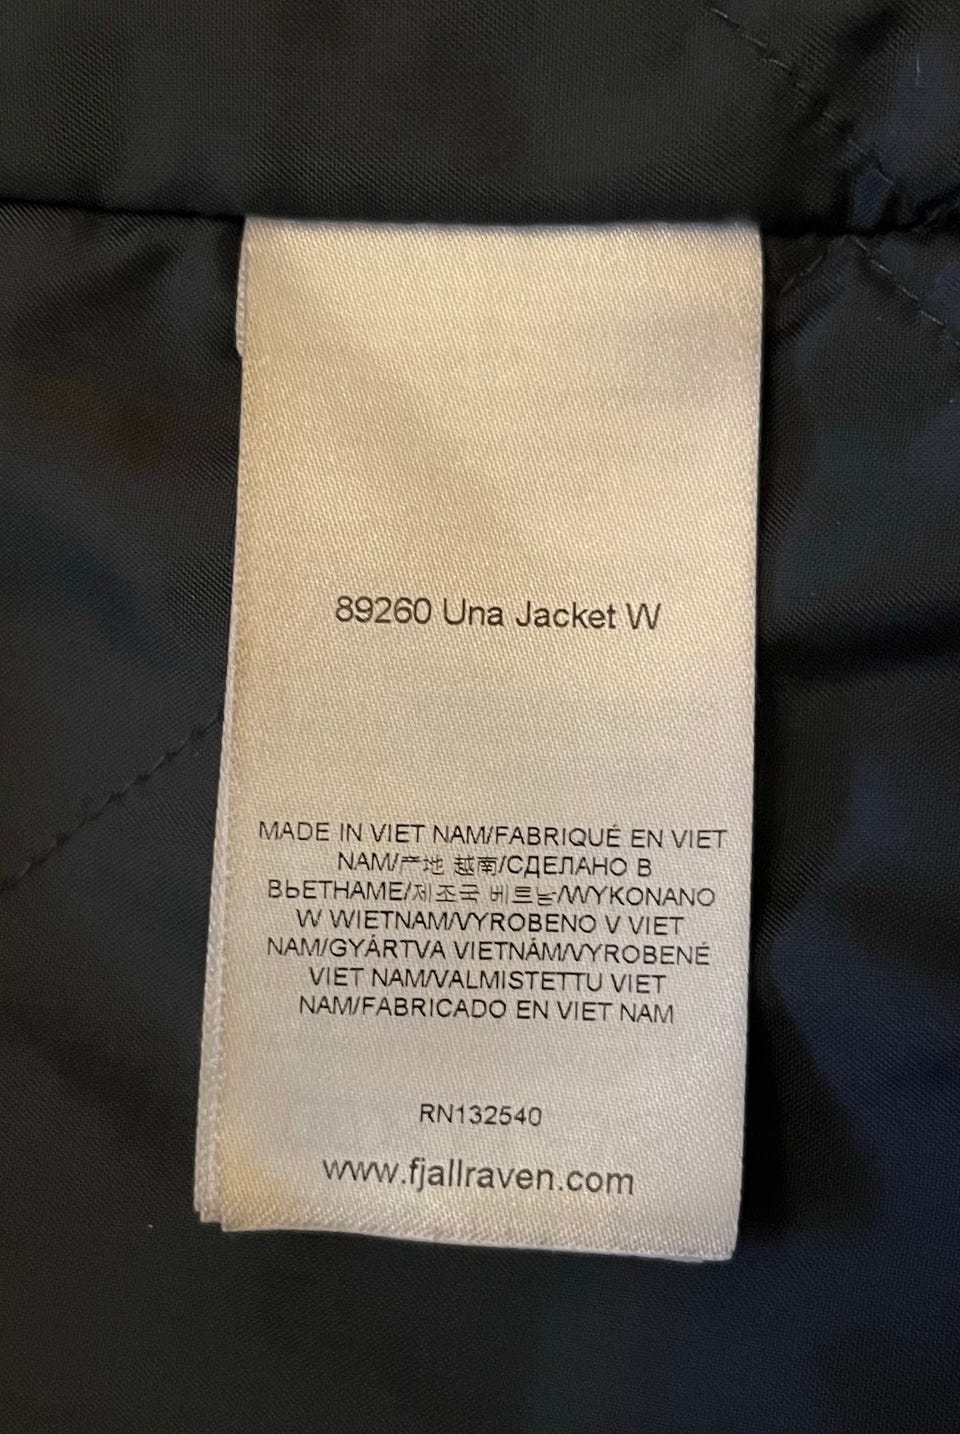 89260 Una Jacket W
MADE IN VIET NAM/FABRIQUÉ EN VIET
NAM/产地 越南/СДЕЛАНО В
ВЬЕТНАМЕ/제조국 베트남/WYKONANO
W WIETNAM/VYROBENO V VIET
NAM/GYÁRTVA VIETNÁM/VYROBENÉ
VIET NAM/VALMISTETTU VIET
NAM/FABRICADO EN VIET NAM
RN132540
www.fjallraven.com